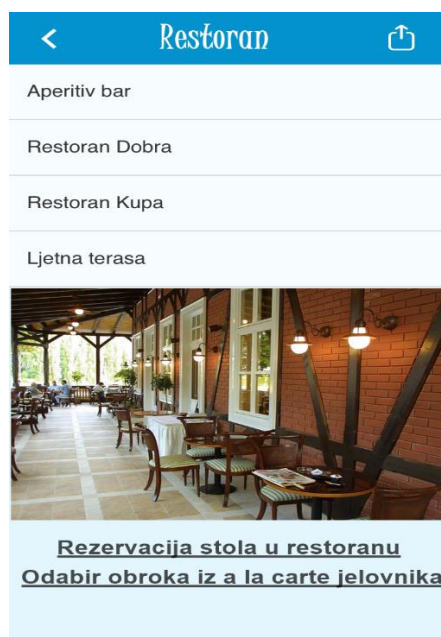 Restoran
Aperitiv bar
Restoran Dobra
Restoran Kupa
Ljetna terasa
Rezervacija stola u restoranu
Odabir obroka iz a la carte jelovnika